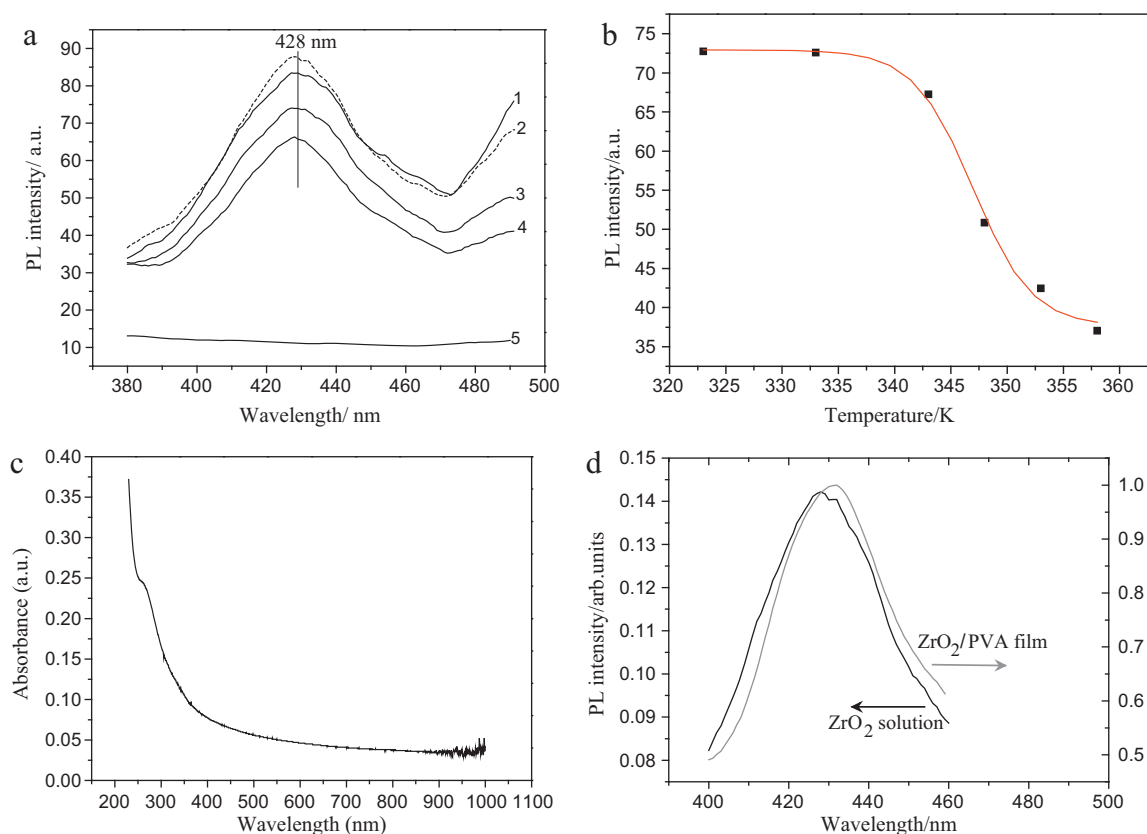 a
428 nm
90
80
70
60
50
40
30
20
10
1
2
3
4
5
380 400 420 440 460 480 500
PL intensity/ a.u.
Wavelength/ nm
b
75
70
65
60
55
50
45
40
35
320 325 330 335 340 345 350 355 360
PL intensity/a.u.
Temperature/K
c
0.40
0.35
0.30
0.25
0.20
0.15
0.10
0.05
0.00
200 300 400 500 600 700 800 900 1000 1100
Absorbance (a.u.)
Wavelength (nm)
d
0.15
0.14
0.13
0.12
0.11
0.10
0.09
0.08
1.0
0.9
0.8
0.7
0.6
0.5
ZrO2/PVA film
ZrO2 solution
400 420 440 460 480 500
PL intensity/arb.units
Wavelength/nm